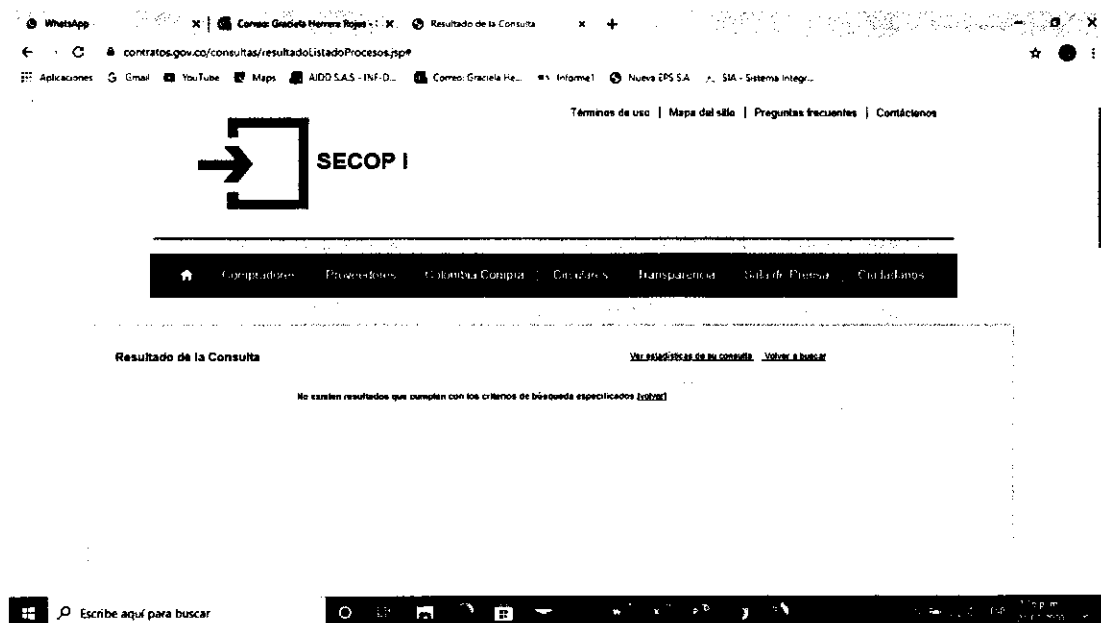 WhatsApp
Correo: Graciela Herrera Rojas -
Resultado de la Consulta
contratos.gov.co/consultas/resultadoListadoProcesos.jsp#
Aplicaciones Gmail YouTube Maps AIDD S.A.S - INF-D... Correo: Graciela He... Informe1 Nueva EPS S.A SIA - Sistema Integr...
Términos de uso | Mapa del sitio | Preguntas frecuentes | Contáctenos
SECOP I
Compradores Proveedores Colombia Compra Circulares Transparencia Sala de Prensa Ciudadanos
Resultado de la Consulta Ver estadísticas de su consulta Volver a buscar
No existen resultados que cumplan con los criterios de búsqueda especificados [volver]
Escribe aquí para buscar